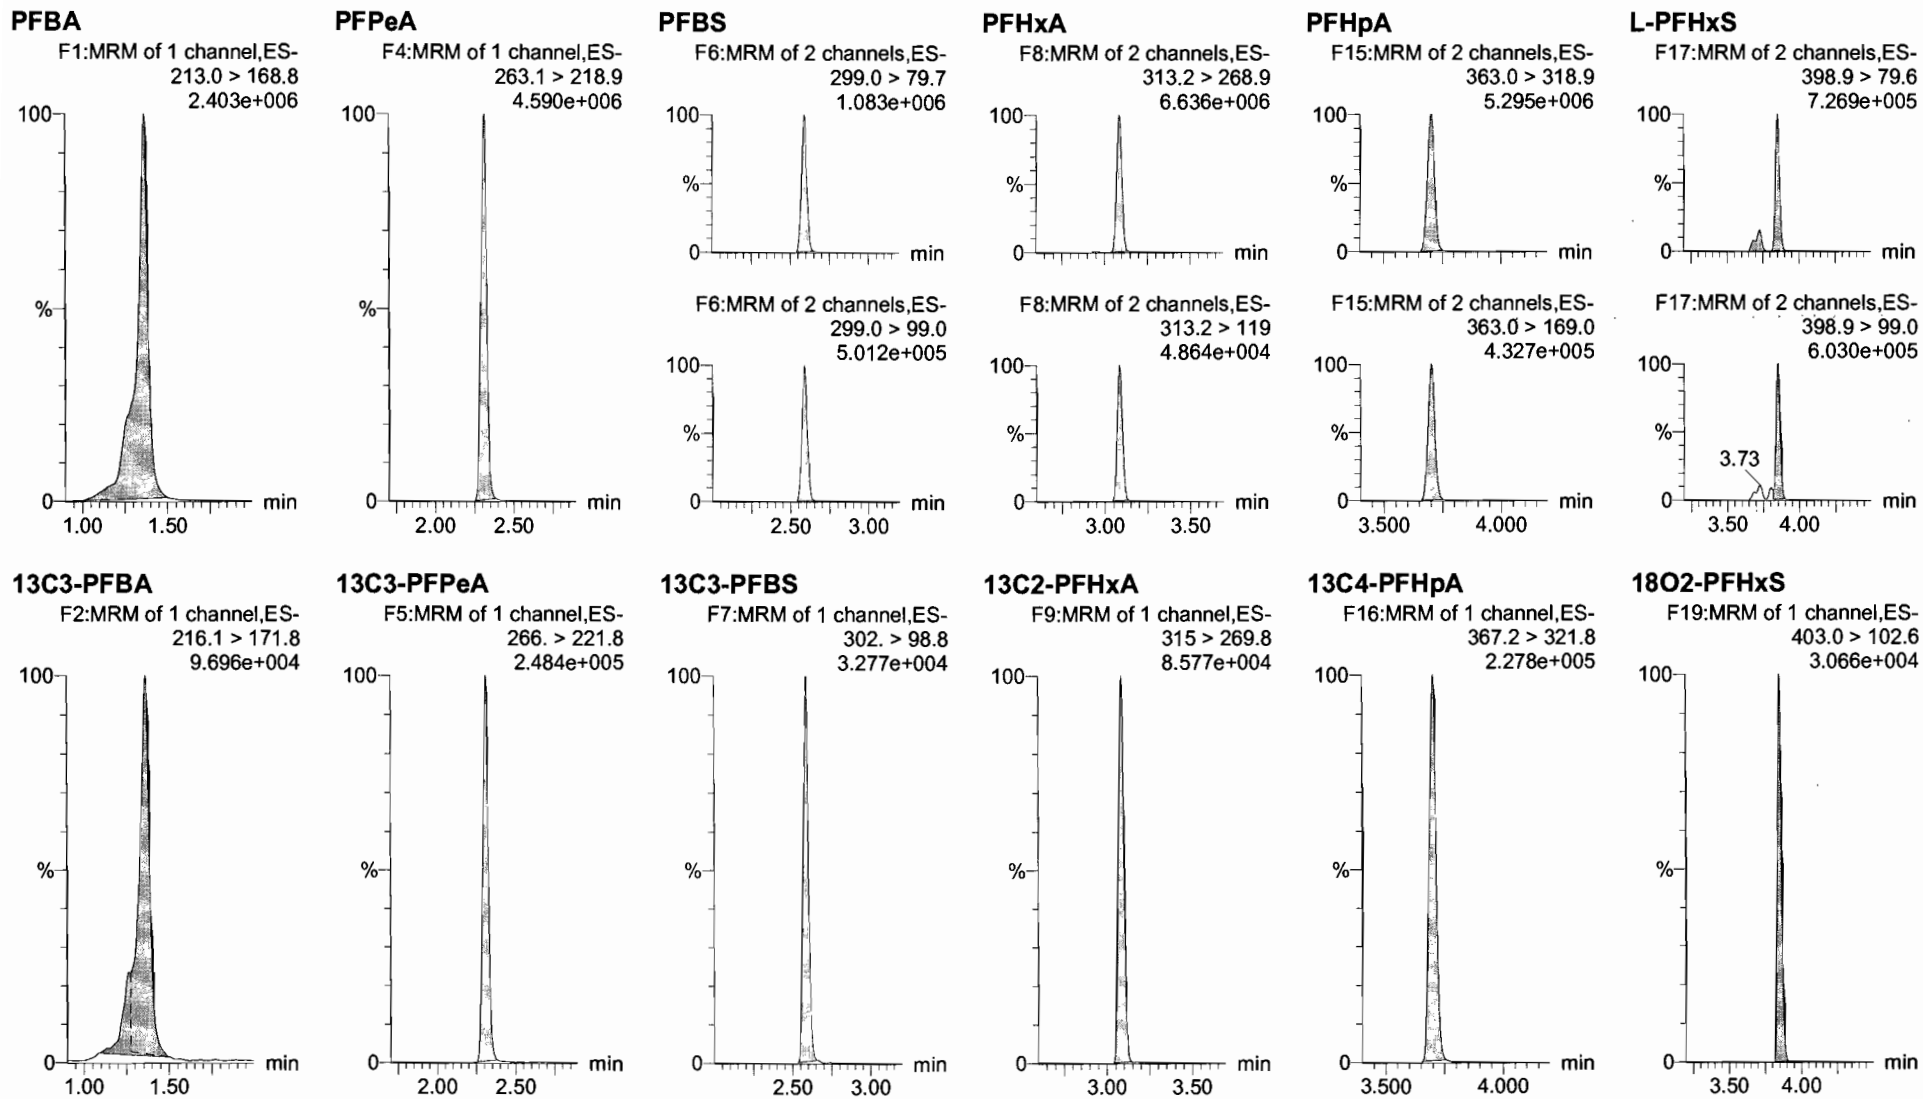 PFBA
F1:MRM of 1 channel,ES-
213.0 > 168.8
2.403e+006
100
%
0
min
1.00 1.50
PFPeA
F4:MRM of 1 channel,ES-
263.1 > 218.9
4.590e+006
100
%
0
min
2.00 2.50
PFBS
F6:MRM of 2 channels,ES-
299.0 > 79.7
1.083e+006
100
%
0
min
F6:MRM of 2 channels,ES-
299.0 > 99.0
5.012e+005
100
%
0
min
2.50 3.00
PFHxA
F8:MRM of 2 channels,ES-
313.2 > 268.9
6.636e+006
100
%
0
min
F8:MRM of 2 channels,ES-
313.2 > 119
4.864e+004
100
%
0
min
3.00 3.50
PFHpA
F15:MRM of 2 channels,ES-
363.0 > 318.9
5.295e+006
100
%
0
min
F15:MRM of 2 channels,ES-
363.0 > 169.0
4.327e+005
100
%
0
min
3.500 4.000
L-PFHxS
F17:MRM of 2 channels,ES-
398.9 > 79.6
7.269e+005
100
%
0
min
F17:MRM of 2 channels,ES-
398.9 > 99.0
6.030e+005
100
%
3.73
0
min
3.50 4.00
13C3-PFBA
F2:MRM of 1 channel,ES-
216.1 > 171.8
9.696e+004
100
%
0
min
1.00 1.50
13C3-PFPeA
F5:MRM of 1 channel,ES-
266. > 221.8
2.484e+005
100
%
0
min
2.00 2.50
13C3-PFBS
F7:MRM of 1 channel,ES-
302. > 98.8
3.277e+004
100
%
0
min
2.50 3.00
13C2-PFHxA
F9:MRM of 1 channel,ES-
315 > 269.8
8.577e+004
100
%
0
min
3.00 3.50
13C4-PFHpA
F16:MRM of 1 channel,ES-
367.2 > 321.8
2.278e+005
100
%
0
min
3.500 4.000
18O2-PFHxS
F19:MRM of 1 channel,ES-
403.0 > 102.6
3.066e+004
100
%
0
min
3.50 4.00